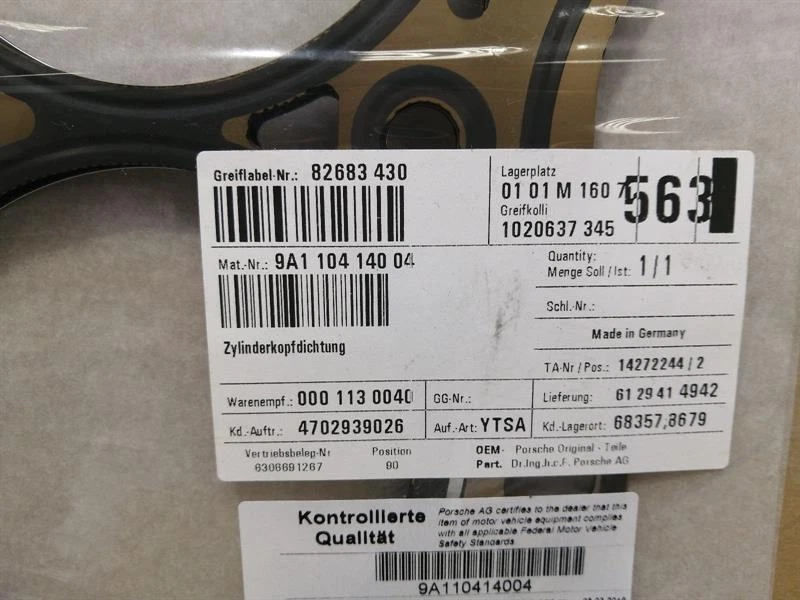 Greiflabel-Nr.: 82683 430
Lagerplatz
01 01 M 160 71
563
Greifkolli
1020637 345
Mat.-Nr.: 9A1 104 140 04
Quantity:
Menge Soll / Ist: 1 / 1
Schl.-Nr.:
Zylinderkopfdichtung
Made in Germany
TA-Nr / Pos.: 14272244 / 2
Warenempf.: 000 113 0040
GG-Nr.:
Lieferung: 61 29 41 4942
Kd.-Auftr.: 4702939026
Auf.-Art: YTSA
Kd.-Lagerort: 68357,8679
Vertriebsbeleg-Nr
6306691267
Position
90
OEM- Porsche Original - Teile
Part. Dr.Ing.h.c.F. Porsche AG
Kontrollierte
Qualität
Porsche AG certifies to the dealer that this
item of motor vehicle equipment complies
with all applicable Federal Motor Vehicle
Safety Standards
9A110414004